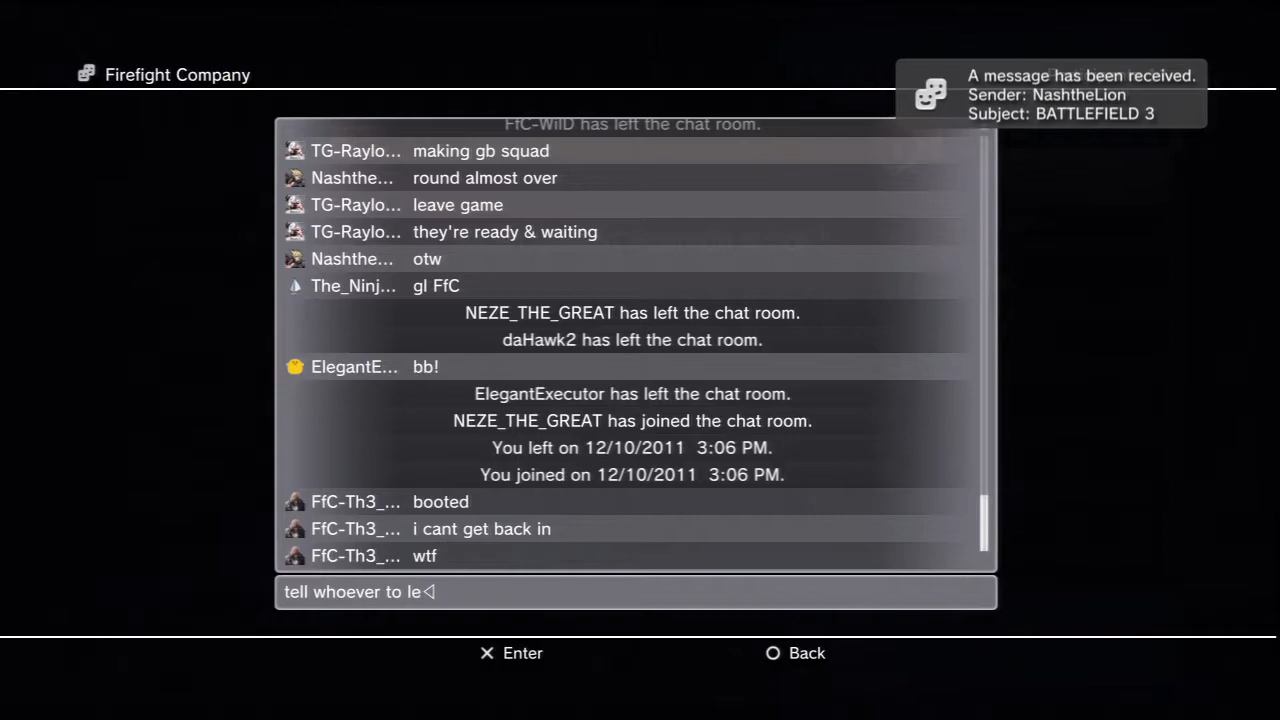 Firefight Company
A message has been received.
Sender: NashtheLion
Subject: BATTLEFIELD 3
FfC-WilD has left the chat room.
TG-Raylo... making gb squad
Nashthe... round almost over
TG-Raylo... leave game
TG-Raylo... they're ready & waiting
Nashthe... otw
The_Ninj... gl FfC
NEZE_THE_GREAT has left the chat room.
daHawk2 has left the chat room.
ElegantE... bb!
ElegantExecutor has left the chat room.
NEZE_THE_GREAT has joined the chat room.
You left on 12/10/2011 3:06 PM.
You joined on 12/10/2011 3:06 PM.
FfC-Th3_... booted
FfC-Th3_... i cant get back in
FfC-Th3_... wtf
tell whoever to le
Enter
Back